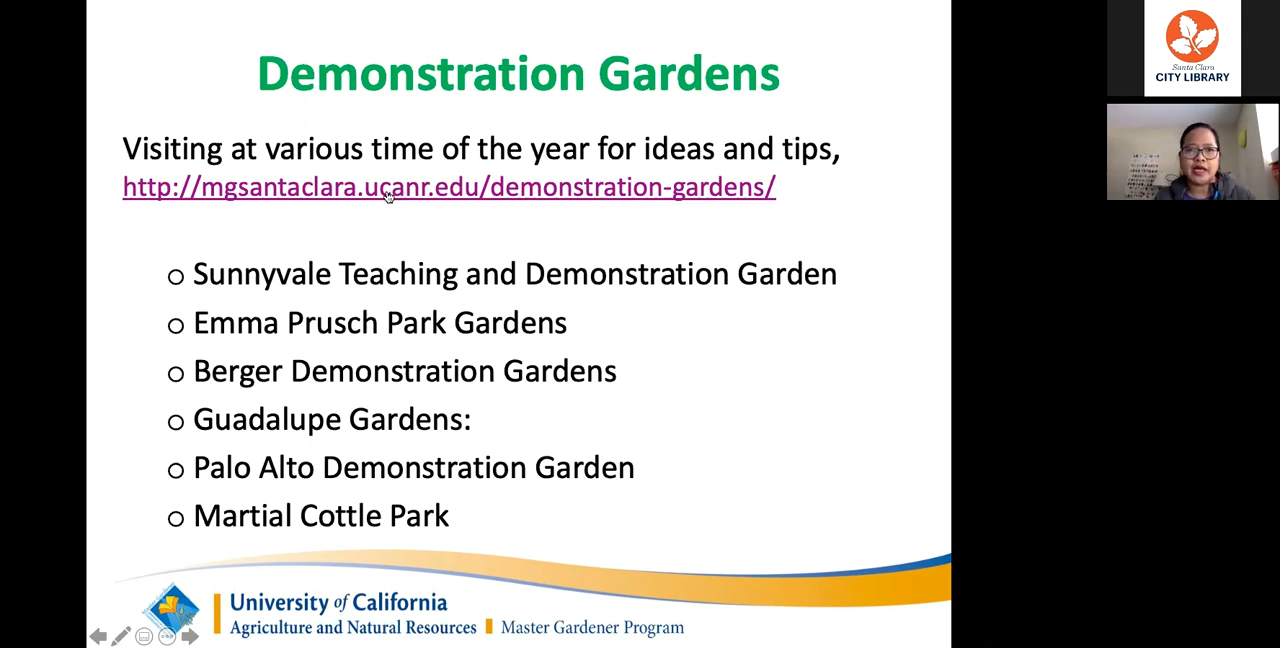 Demonstration Gardens
Visiting at various time of the year for ideas and tips,
http://mgsantaclara.ucanr.edu/demonstration-gardens/
o Sunnyvale Teaching and Demonstration Garden
o Emma Prusch Park Gardens
o Berger Demonstration Gardens
o Guadalupe Gardens:
o Palo Alto Demonstration Garden
o Martial Cottle Park
University of California
Agriculture and Natural Resources Master Gardener Program
Santa Clara
CITY LIBRARY